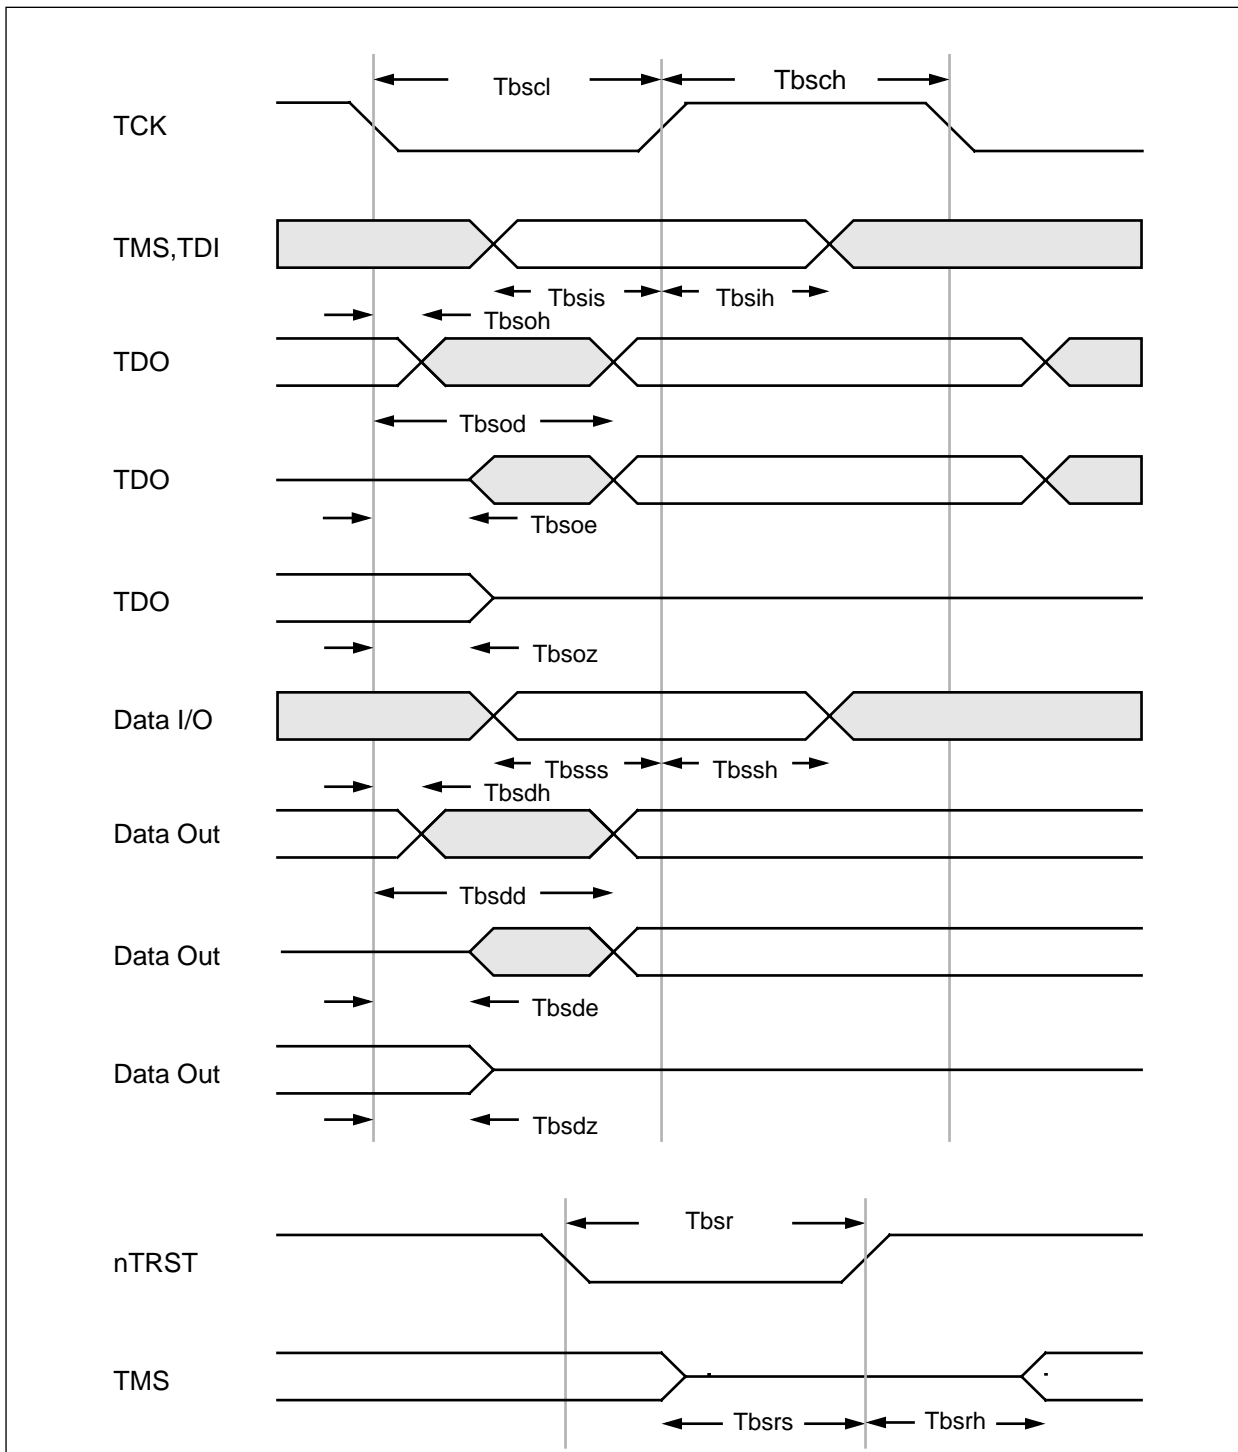 Tbscl Tbsch
TCK
TMS,TDI
Tbsis Tbsih
Tbsoh
TDO
Tbsod
TDO
Tbsoe
TDO
Tbsoz
Data I/O
Tbsss Tbssh
Tbsdh
Data Out
Tbsdd
Data Out
Tbsde
Data Out
Tbsdz
Tbsr
nTRST
TMS
Tbsrs Tbsrh